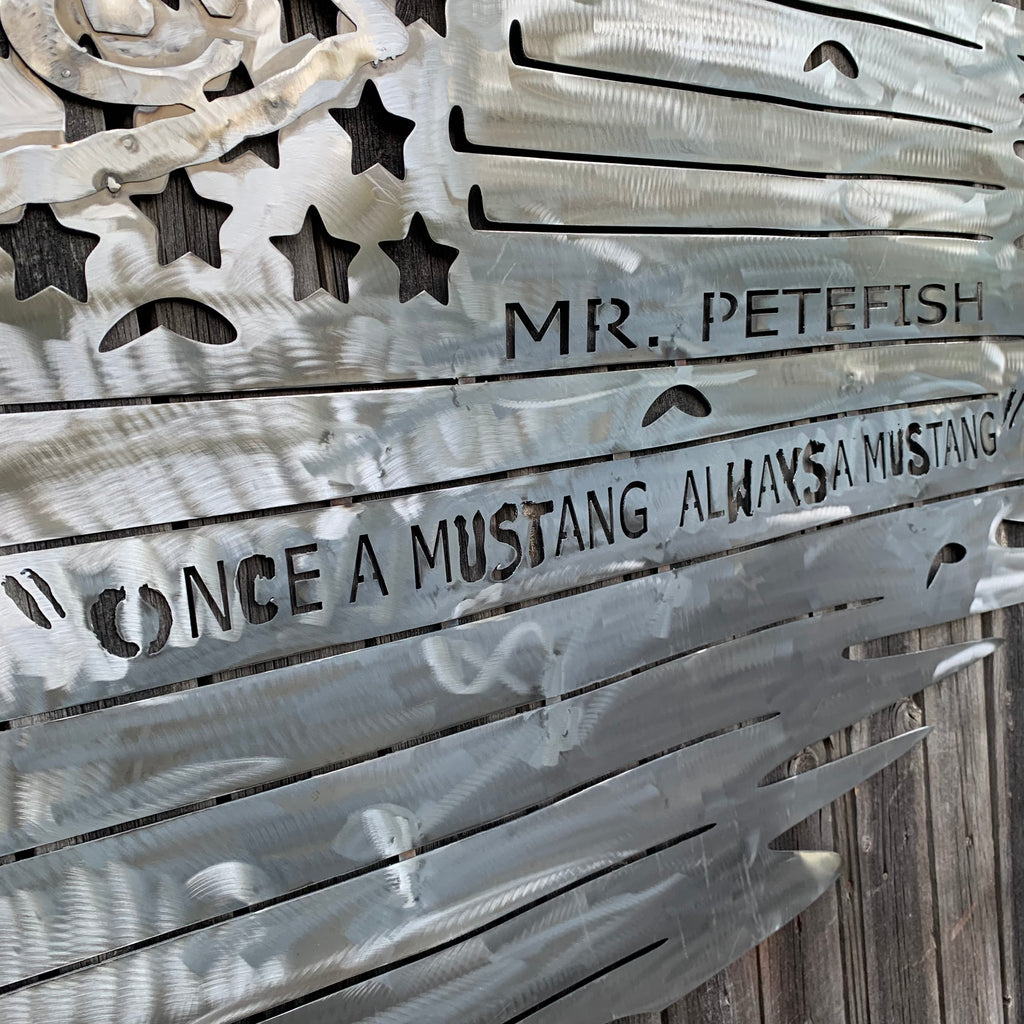 MR. PETEFISH
"ONCE A MUSTANG ALWAYS A MUSTANG"